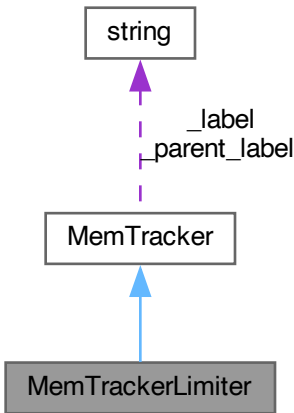 string
_label
_parent_label
MemTracker
MemTrackerLimiter